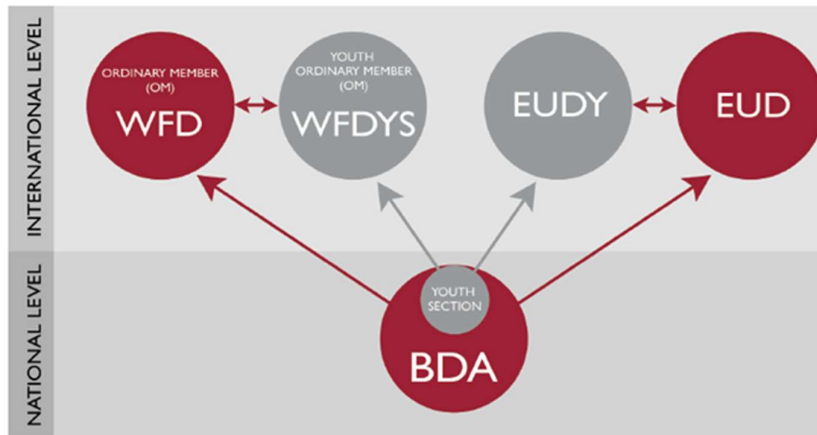 INTERNATIONAL LEVEL
ORDINARY MEMBER
(OM)
WFD
YOUTH
ORDINARY MEMBER
(OM)
WFDYS
EUDY
EUD
NATIONAL LEVEL
YOUTH
SECTION
BDA